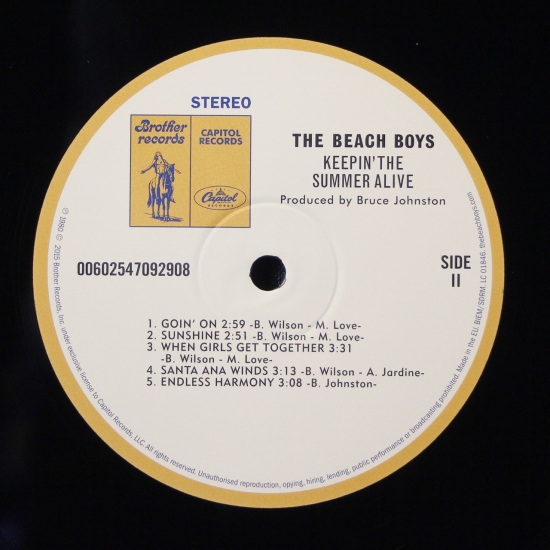 STEREO
Brother
records
CAPITOL
RECORDS
Capitol
RECORDS
THE BEACH BOYS
KEEPIN' THE
SUMMER ALIVE
Produced by Bruce Johnston
00602547092908
SIDE
II
1. GOIN' ON 2:59 -B. Wilson - M. Love-
2. SUNSHINE 2:51 -B. Wilson - M. Love-
3. WHEN GIRLS GET TOGETHER 3:31
-B. Wilson - M. Love-
4. SANTA ANA WINDS 3:13 -B. Wilson - A. Jardine-
5. ENDLESS HARMONY 3:08 -B. Johnston-
℗ 1980 © 2015 Brother Records, Inc. under exclusive license to Capitol Records, LLC. All rights reserved. Unauthorised reproduction, opying, hiring, lending, public performance or broadcasting prohibited. Made in the EU. BIEM/SDRM. LC 01846. thebeachboys.com